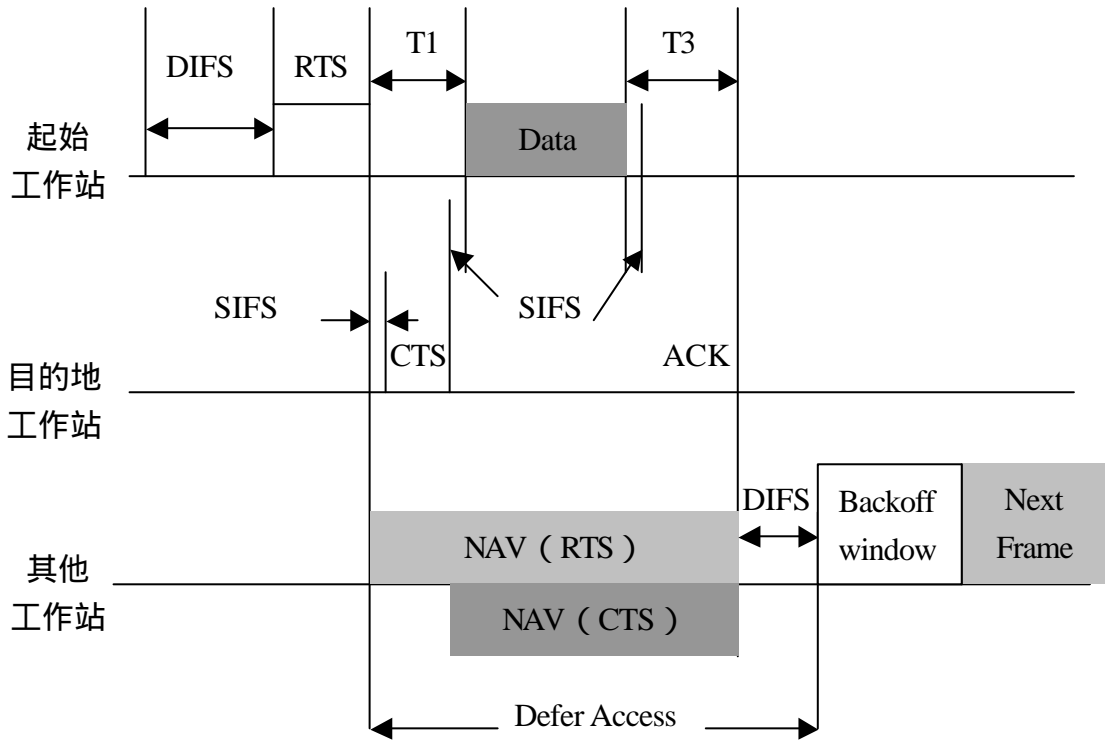 T1
T3
DIFS
RTS
Data
起始
工作站
SIFS
SIFS
CTS
ACK
目的地
工作站
DIFS
Backoff
window
Next
Frame
NAV（RTS）
其他
工作站
NAV（CTS）
Defer Access